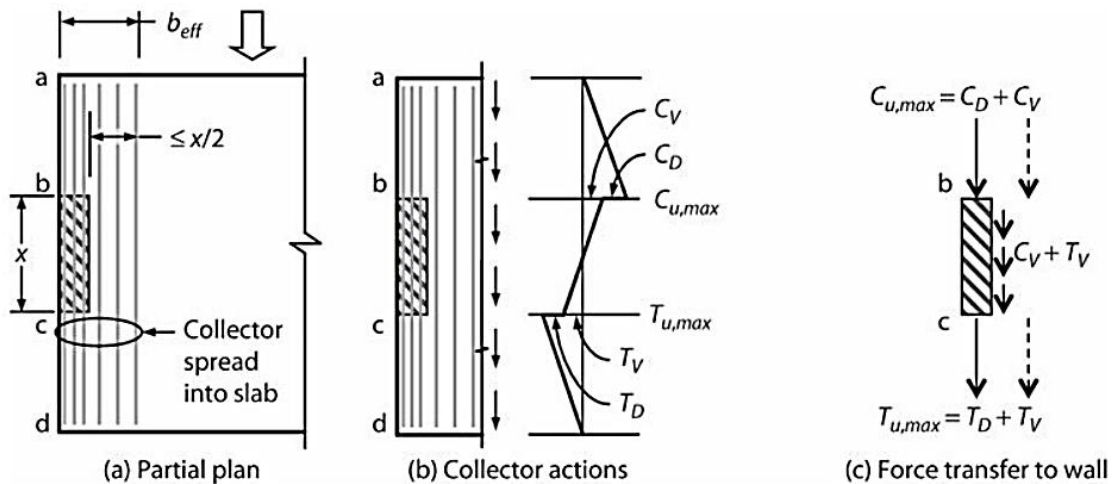 b_eff
a
≤ x/2
b
x
c
Collector
spread
into slab
d
(a) Partial plan
a
b
c
d
C_V
C_D
C_u,max
T_u,max
T_V
T_D
(b) Collector actions
C_u,max = C_D + C_V
b
C_V + T_V
c
T_u,max = T_D + T_V
(c) Force transfer to wall